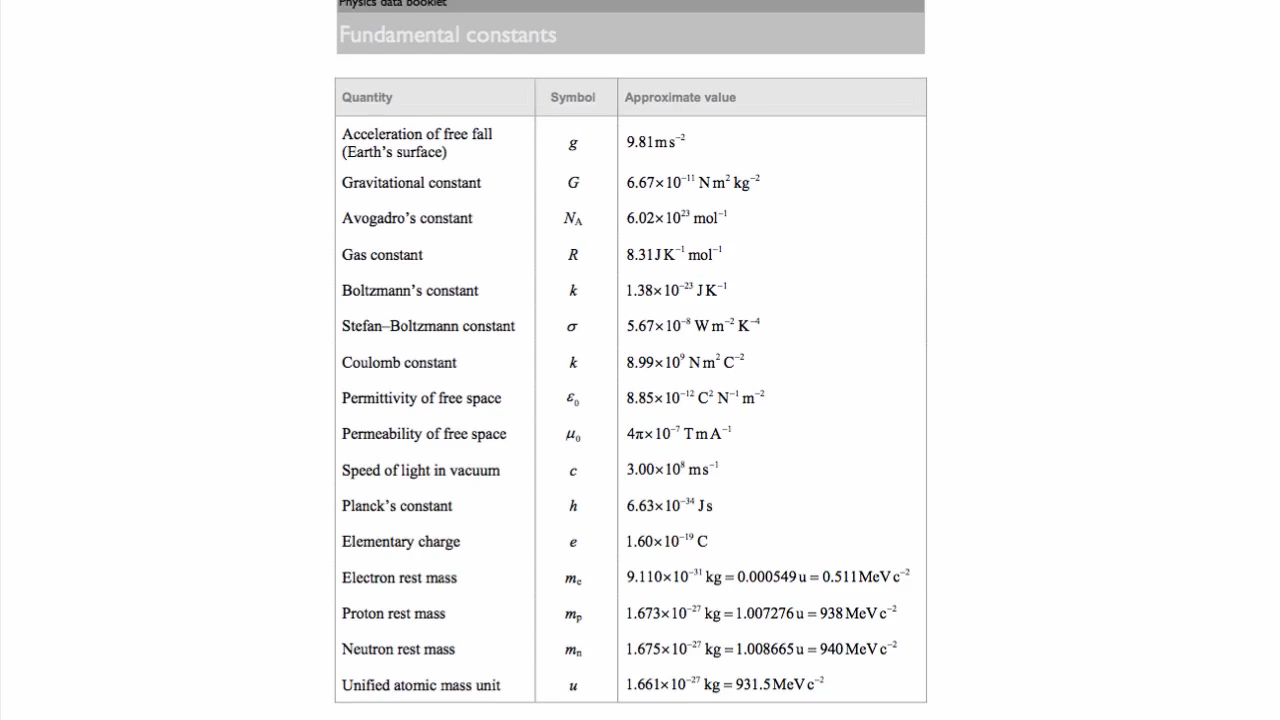 Physics data booklet
Fundamental constants
Quantity Symbol Approximate value
Acceleration of free fall
(Earth's surface) g 9.81 m s⁻²
Gravitational constant G 6.67×10⁻¹¹ N m² kg⁻²
Avogadro's constant N_A 6.02×10²³ mol⁻¹
Gas constant R 8.31 J K⁻¹ mol⁻¹
Boltzmann's constant k 1.38×10⁻²³ J K⁻¹
Stefan–Boltzmann constant σ 5.67×10⁻⁸ W m⁻² K⁻⁴
Coulomb constant k 8.99×10⁹ N m² C⁻²
Permittivity of free space ε₀ 8.85×10⁻¹² C² N⁻¹ m⁻²
Permeability of free space μ₀ 4π×10⁻⁷ T m A⁻¹
Speed of light in vacuum c 3.00×10⁸ m s⁻¹
Planck's constant h 6.63×10⁻³⁴ J s
Elementary charge e 1.60×10⁻¹⁹ C
Electron rest mass mₑ 9.110×10⁻³¹ kg = 0.000549 u = 0.511 MeV c⁻²
Proton rest mass mₚ 1.673×10⁻²⁷ kg = 1.007276 u = 938 MeV c⁻²
Neutron rest mass mₙ 1.675×10⁻²⁷ kg = 1.008665 u = 940 MeV c⁻²
Unified atomic mass unit u 1.661×10⁻²⁷ kg = 931.5 MeV c⁻²